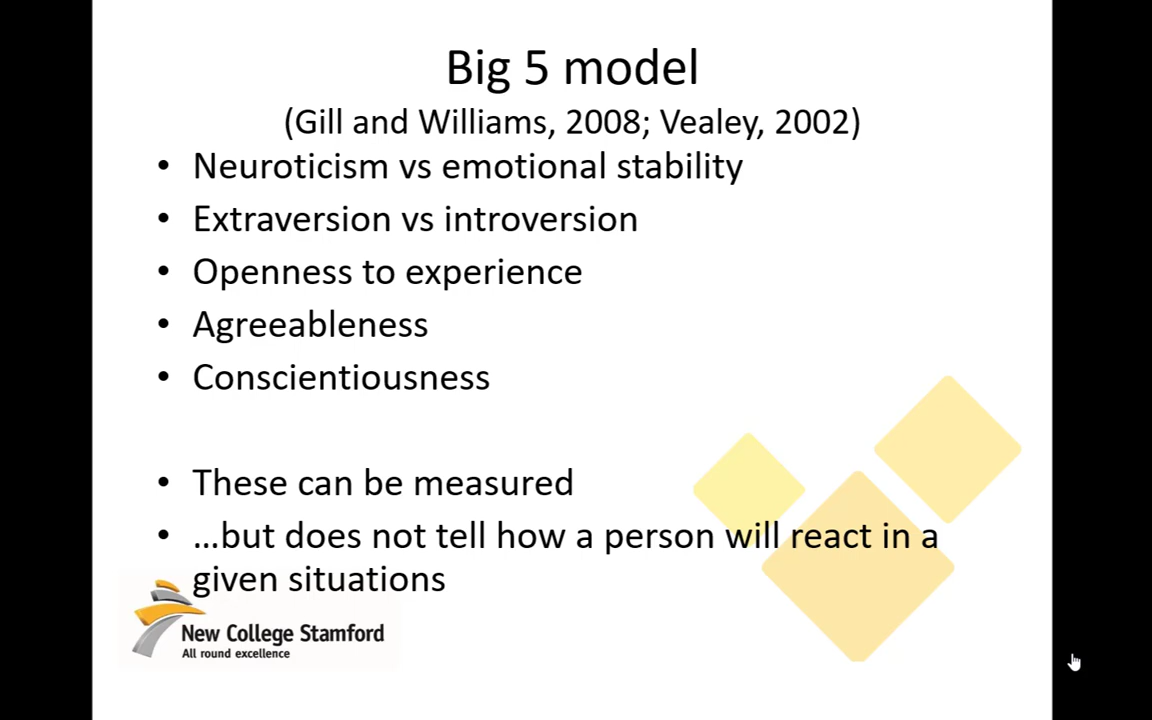 Big 5 model
(Gill and Williams, 2008; Vealey, 2002)
• Neuroticism vs emotional stability
• Extraversion vs introversion
• Openness to experience
• Agreeableness
• Conscientiousness
• These can be measured
• …but does not tell how a person will react in a
given situations
New College Stamford
All round excellence